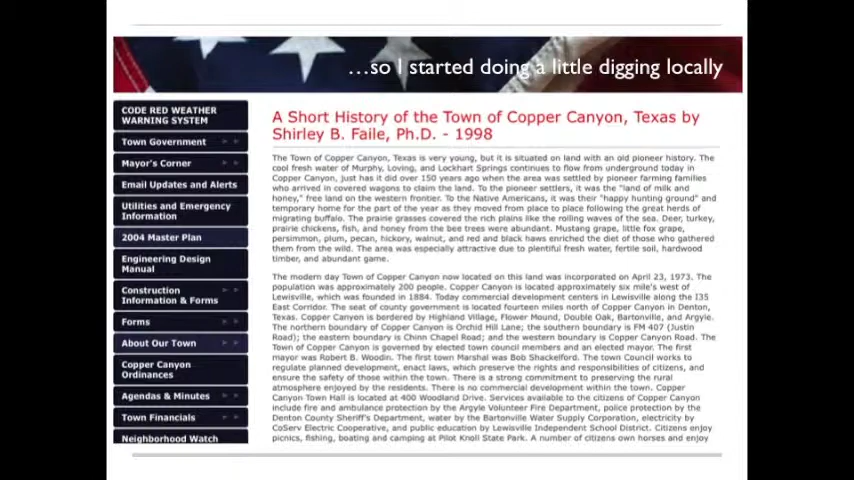 …so I started doing a little digging locally
CODE RED WEATHER
WARNING SYSTEM
Town Government
Mayor's Corner
Email Updates and Alerts
Utilities and Emergency
Information
2004 Master Plan
Engineering Design
Manual
Construction
Information & Forms
Forms
About Our Town
Copper Canyon
Ordinances
Agendas & Minutes
Town Financials
Neighborhood Watch
A Short History of the Town of Copper Canyon, Texas by
Shirley B. Faile, Ph.D. - 1998
The Town of Copper Canyon, Texas is very young, but it is situated on land with an old pioneer history. The
cool fresh water of Murphy, Loving, and Lockhart Springs continues to flow from underground today in
Copper Canyon, just has it did over 150 years ago when the area was settled by pioneer farming families
who arrived in covered wagons to claim the land. To the pioneer settlers, it was the "land of milk and
honey," free land on the western frontier. To the Native Americans, it was their "happy hunting ground" and
temporary home for the part of the year as they moved from place to place following the great herds of
migrating buffalo. The prairie grasses covered the rich plains like the rolling waves of the sea. Deer, turkey,
prairie chickens, fish, and honey from the bee trees were abundant. Mustang grape, little fox grape,
persimmon, plum, pecan, hickory, walnut, and red and black haws enriched the diet of those who gathered
them from the wild. The area was especially attractive due to plentiful fresh water, fertile soil, hardwood
timber, and abundant game.
The modern day Town of Copper Canyon now located on this land was incorporated on April 23, 1973. The
population was approximately 200 people. Copper Canyon is located approximately six mile's west of
Lewisville, which was founded in 1884. Today commercial development centers in Lewisville along the I35
East Corridor. The seat of county government is located fourteen miles north of Copper Canyon in Denton,
Texas. Copper Canyon is bordered by Highland Village, Flower Mound, Double Oak, Bartonville, and Argyle.
The northern boundary of Copper Canyon is Orchid Hill Lane; the southern boundary is FM 407 (Justin
Road); the eastern boundary is Chinn Chapel Road; and the western boundary is Copper Canyon Road. The
Town of Copper Canyon is governed by elected town council members and an elected mayor. The first
mayor was Robert B. Woodin. The first town Marshal was Bob Shackelford. The town Council works to
regulate planned development, enact laws, which preserve the rights and responsibilities of citizens, and
ensure the safety of those within the town. There is a strong commitment to preserving the rural
atmosphere enjoyed by the residents. There is no commercial development within the town. Copper
Canyon Town Hall is located at 400 Woodland Drive. Services available to the citizens of Copper Canyon
include fire and ambulance protection by the Argyle Volunteer Fire Department, police protection by the
Denton County Sheriff's Department, water by the Bartonville Water Supply Corporation, electricity by
CoServ Electric Cooperative, and public education by Lewisville Independent School District. Citizens enjoy
picnics, fishing, boating and camping at Pilot Knoll State Park. A number of citizens own horses and enjoy